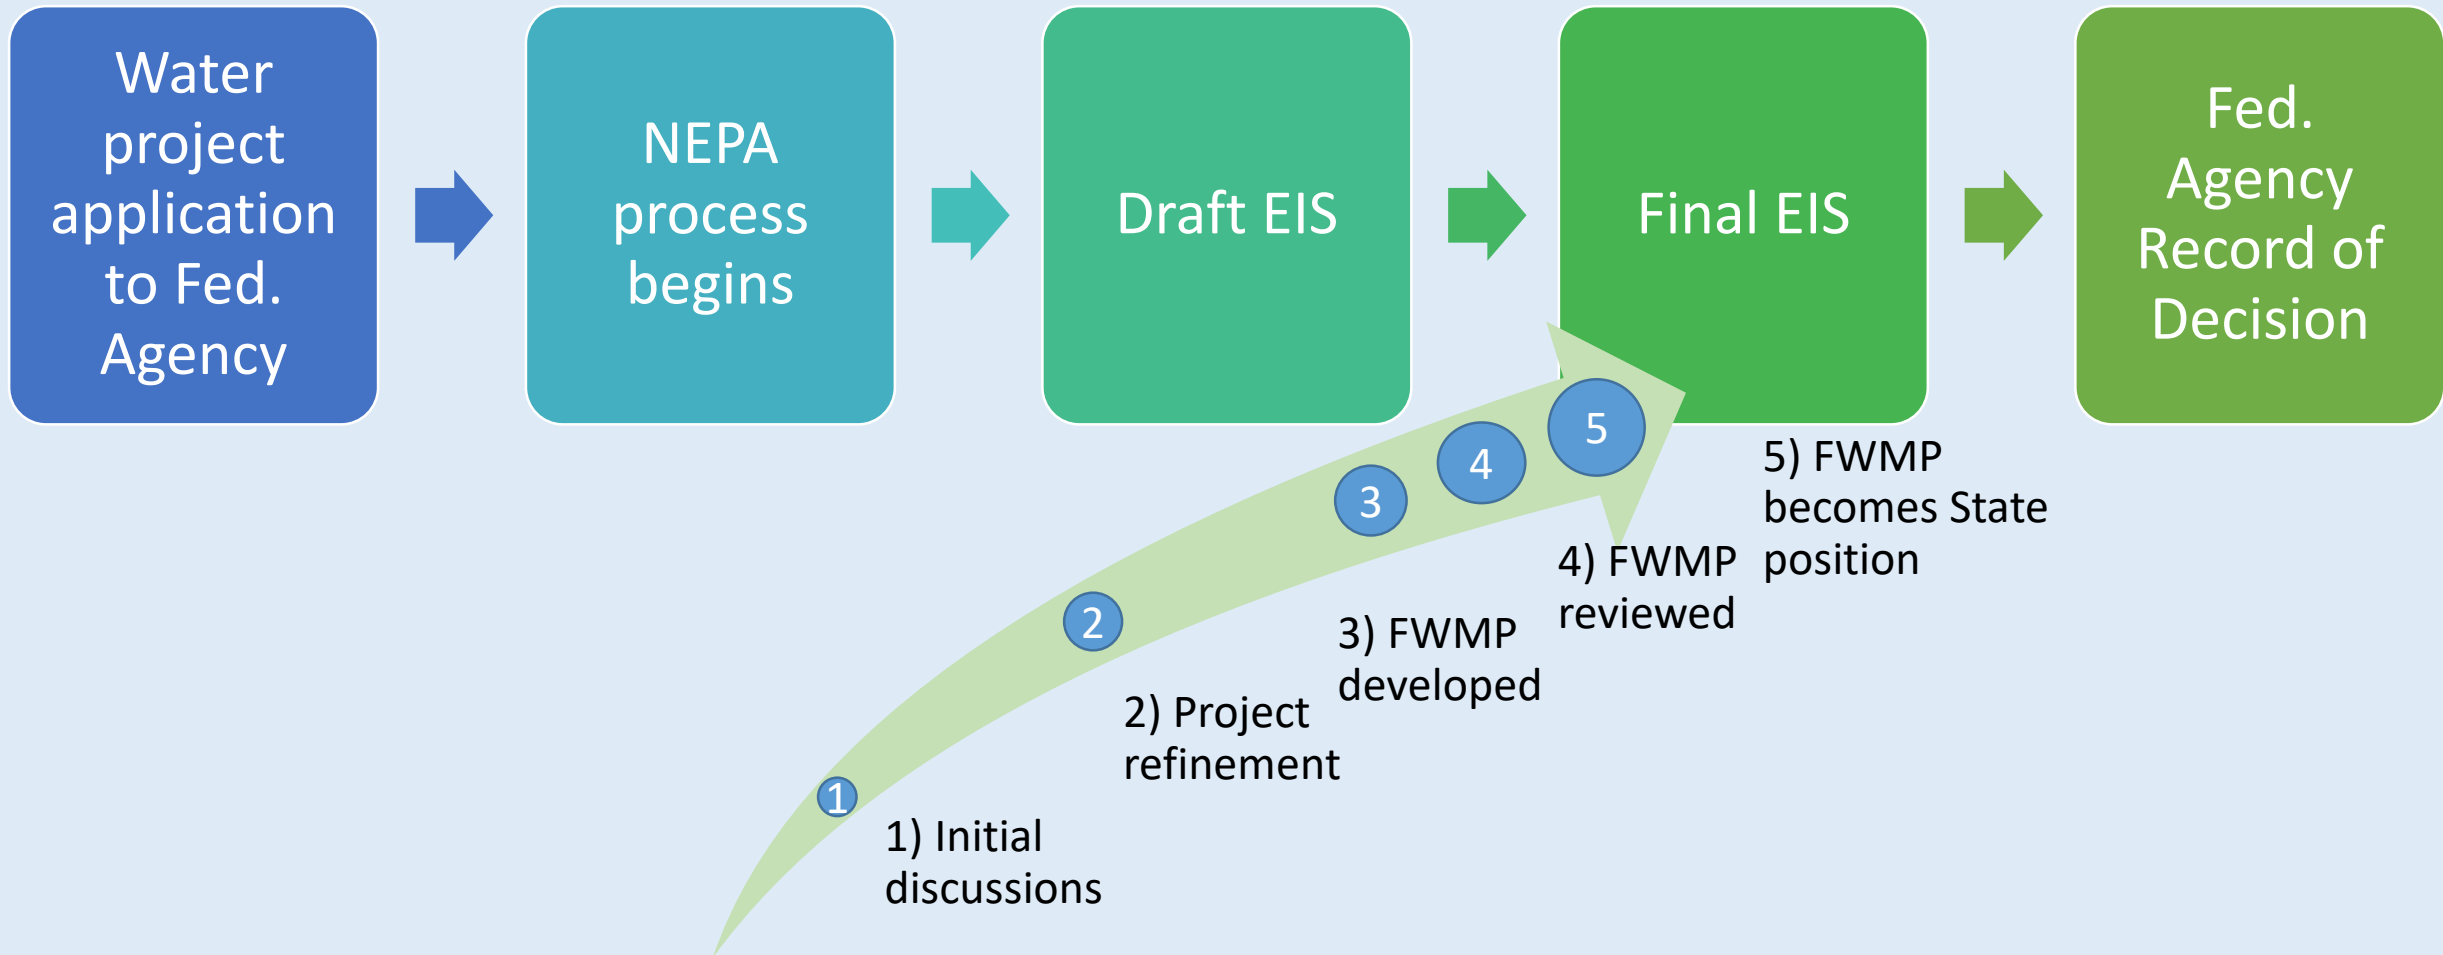 Water
project
application
to Fed.
Agency
NEPA
process
begins
Draft EIS
Final EIS
Fed.
Agency
Record of
Decision
1
2
3
4
5
1) Initial
discussions
2) Project
refinement
3) FWMP
developed
4) FWMP
reviewed
5) FWMP
becomes State
position